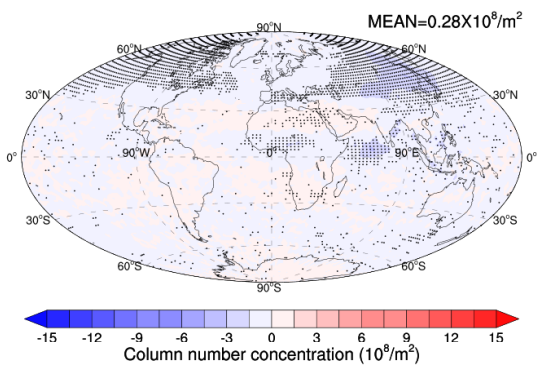 MEAN=0.28X10⁸/m²
90°N
60°N 60°N
30°N 30°N
0° 90°W 0° 90°E 0°
30°S 30°S
60°S 60°S
90°S
-15 -12 -9 -6 -3 0 3 6 9 12 15
Column number concentration (10⁸/m²)